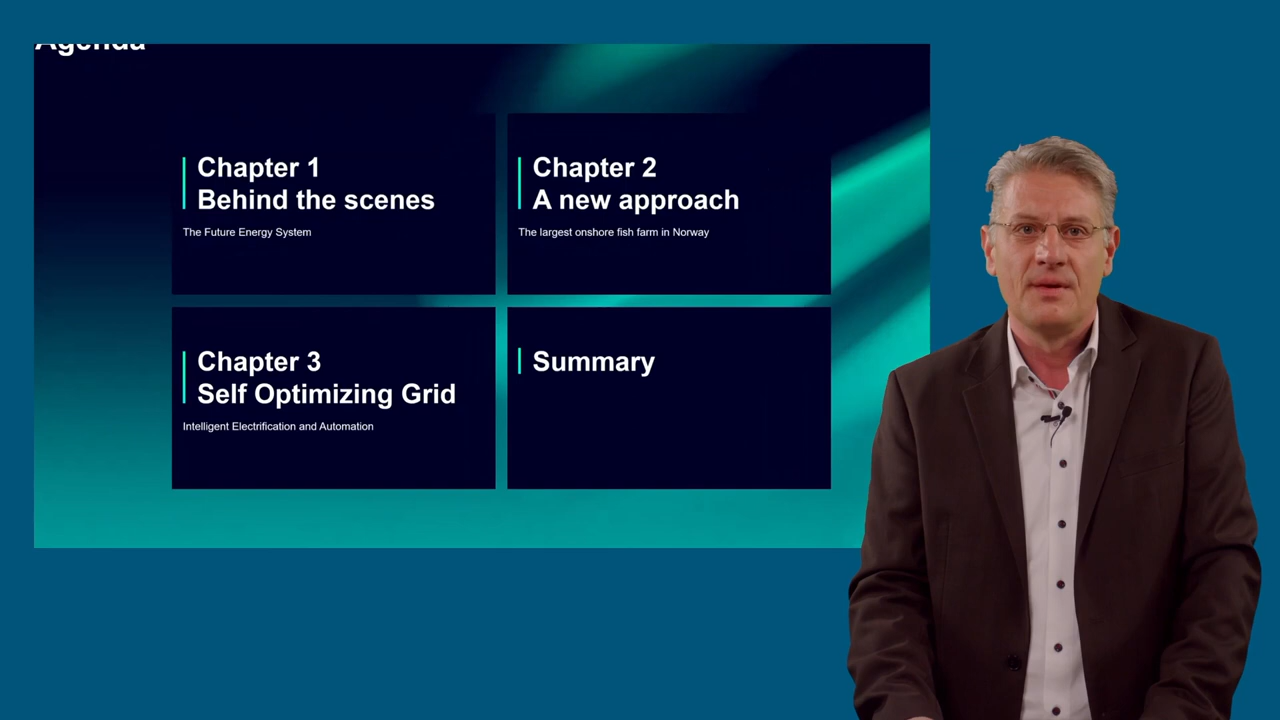 Agenda
Chapter 1
Behind the scenes
The Future Energy System
Chapter 2
A new approach
The largest onshore fish farm in Norway
Chapter 3
Self Optimizing Grid
Intelligent Electrification and Automation
Summary